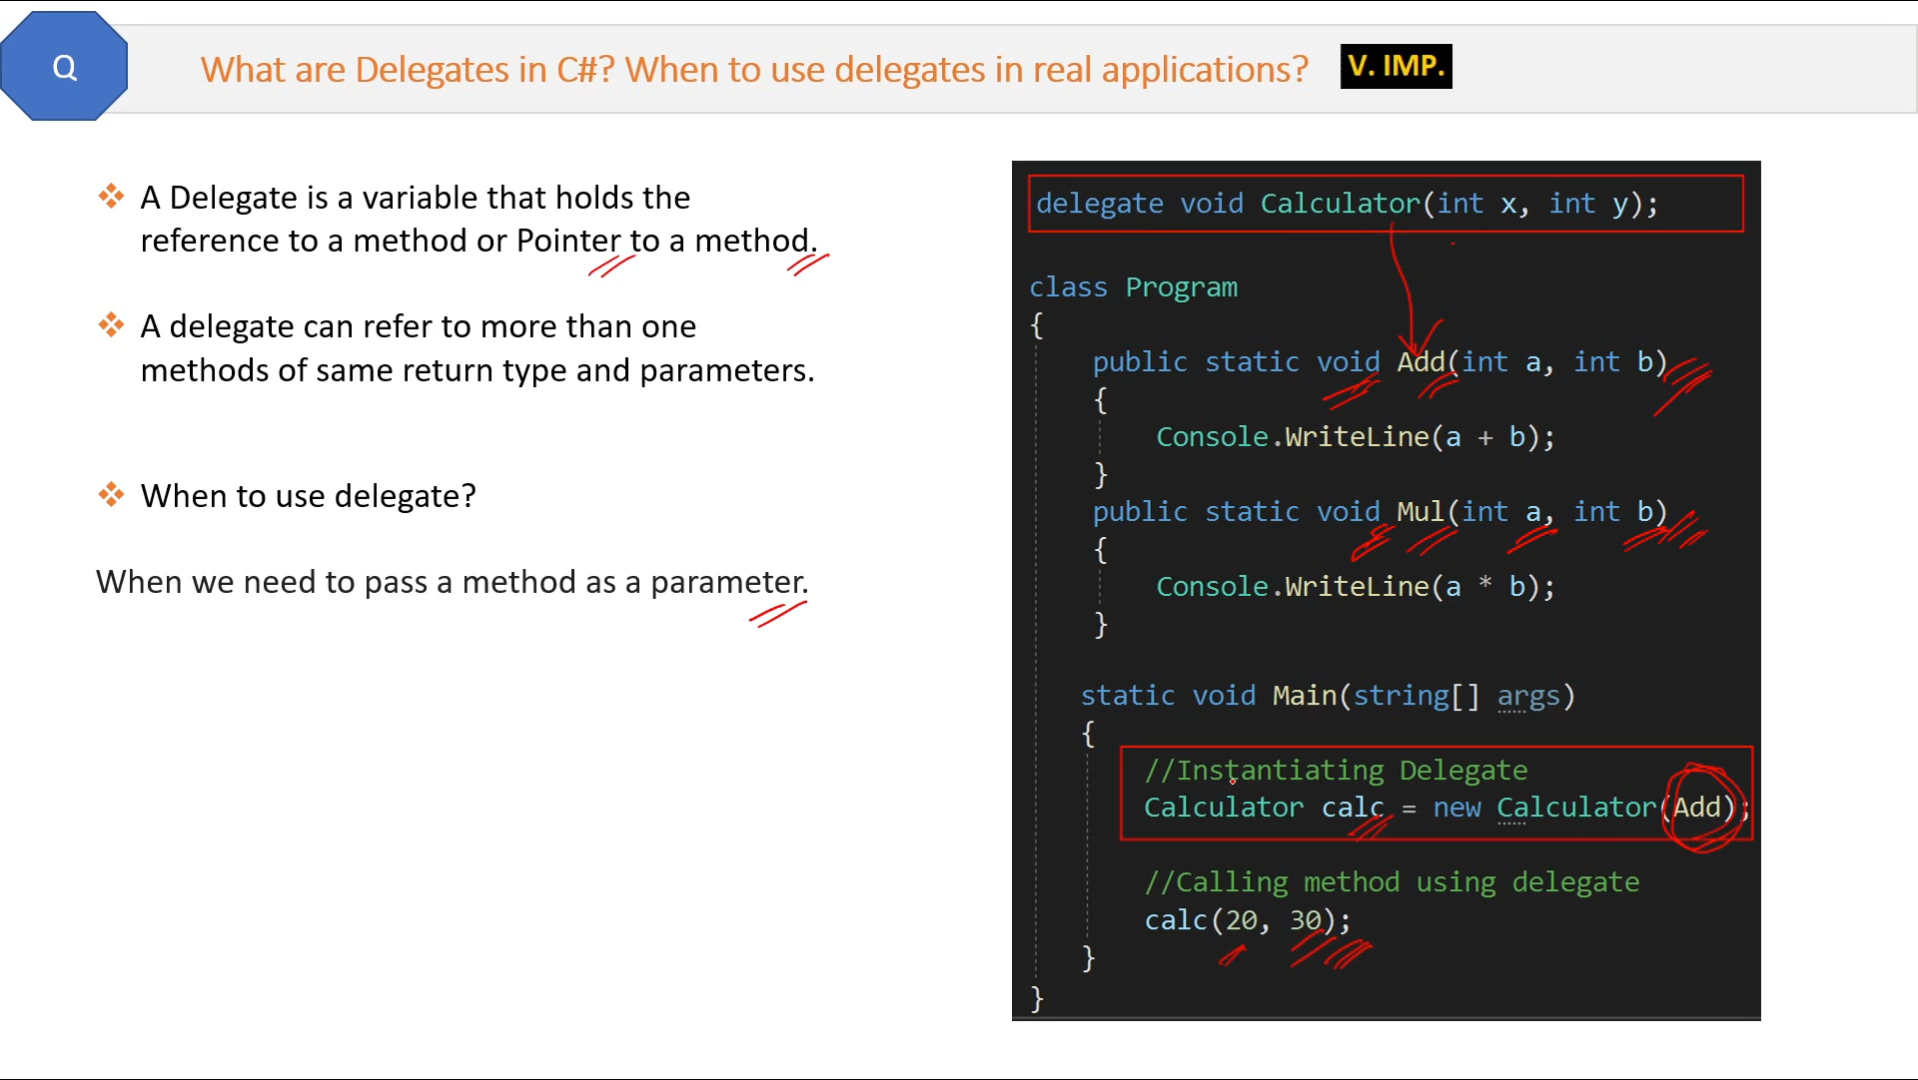 Q
What are Delegates in C#? When to use delegates in real applications?
V. IMP.
A Delegate is a variable that holds the
reference to a method or Pointer to a method.
A delegate can refer to more than one
methods of same return type and parameters.
When to use delegate?
When we need to pass a method as a parameter.
delegate void Calculator(int x, int y);
class Program
{
public static void Add(int a, int b)
{
Console.WriteLine(a + b);
}
public static void Mul(int a, int b)
{
Console.WriteLine(a * b);
}
static void Main(string[] args)
{
//Instantiating Delegate
Calculator calc = new Calculator(Add);
//Calling method using delegate
calc(20, 30);
}
}